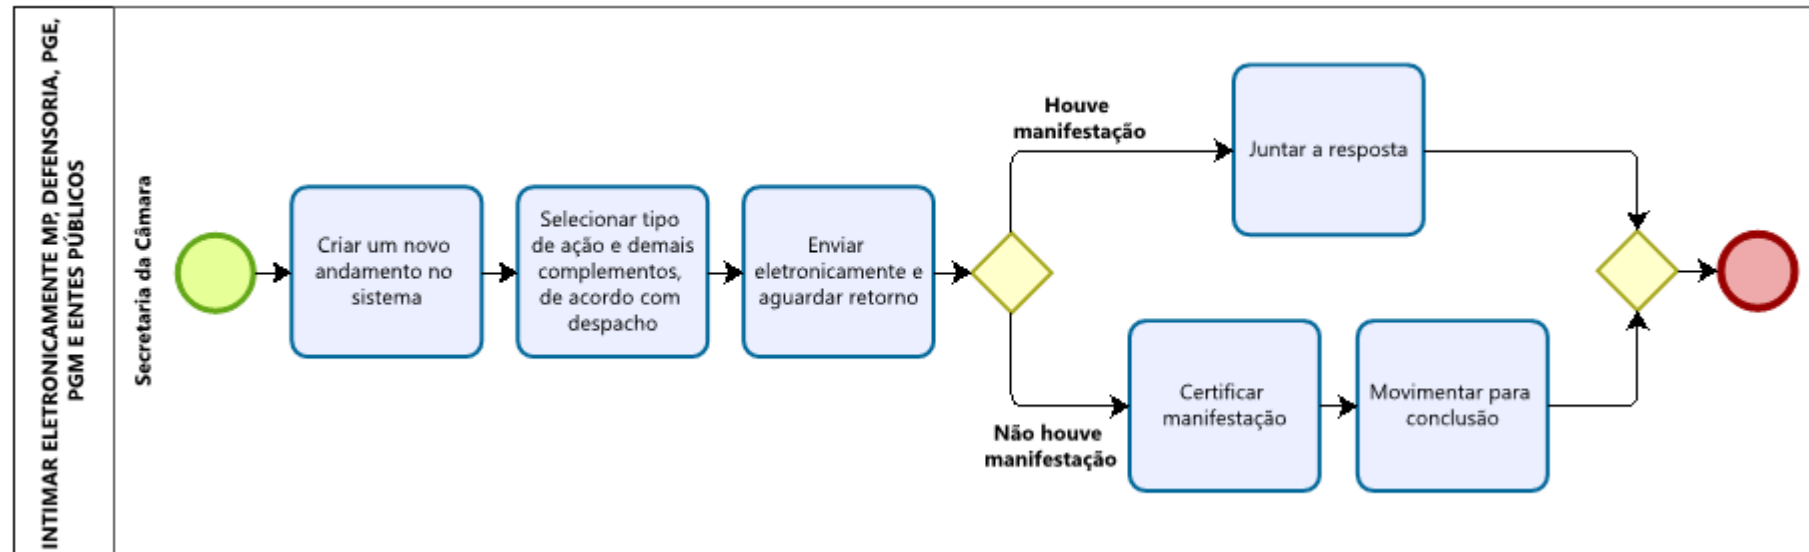 INTIMAR ELETRONICAMENTE MP, DEFENSORIA, PGE,
PGM E ENTES PÚBLICOS
Secretaria da Câmara
Criar um novo
andamento no
sistema
Selecionar tipo
de ação e demais
complementos,
de acordo com
despacho
Enviar
eletronicamente e
aguardar retorno
Houve
manifestação
Juntar a resposta
Não houve
manifestação
Certificar
manifestação
Movimentar para
conclusão